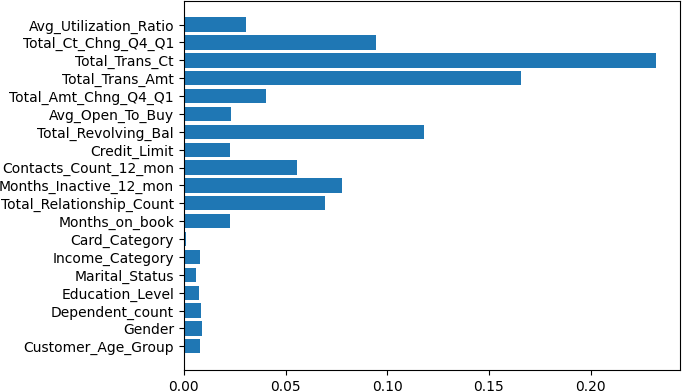 Avg_Utilization_Ratio
Total_Ct_Chng_Q4_Q1
Total_Trans_Ct
Total_Trans_Amt
Total_Amt_Chng_Q4_Q1
Avg_Open_To_Buy
Total_Revolving_Bal
Credit_Limit
Contacts_Count_12_mon
Months_Inactive_12_mon
Total_Relationship_Count
Months_on_book
Card_Category
Income_Category
Marital_Status
Education_Level
Dependent_count
Gender
Customer_Age_Group
0.00 0.05 0.10 0.15 0.20